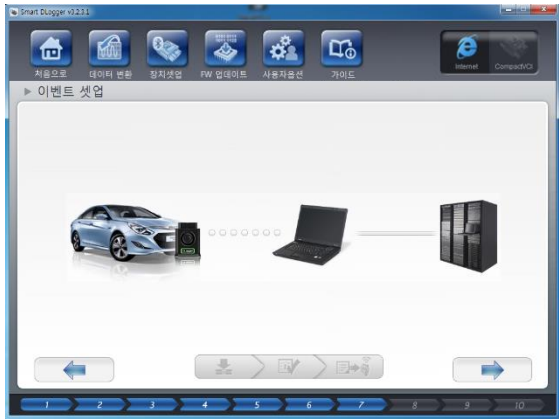 Smart DLogger v3.2.3.1
처음으로 데이터 변환 장치셋업 FW 업데이트 사용자옵션 가이드 Internet CompactVCI
▶ 이벤트 셋업
1 2 3 4 5 6 7 8 9 10